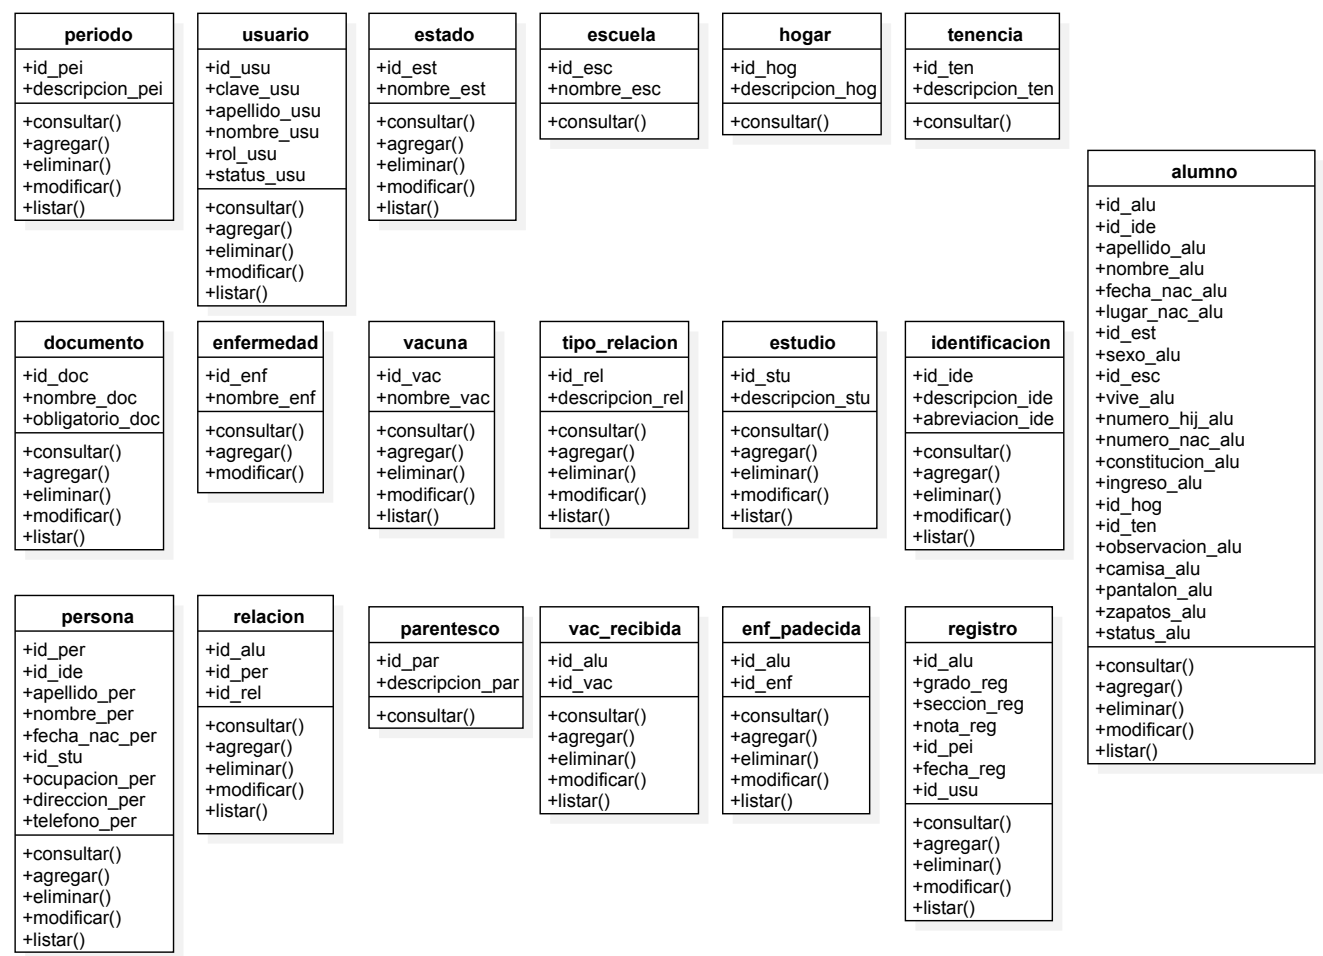 periodo
+id_pei
+descripcion_pei
+consultar()
+agregar()
+eliminar()
+modificar()
+listar()
usuario
+id_usu
+clave_usu
+apellido_usu
+nombre_usu
+rol_usu
+status_usu
+consultar()
+agregar()
+eliminar()
+modificar()
+listar()
estado
+id_est
+nombre_est
+consultar()
+agregar()
+eliminar()
+modificar()
+listar()
escuela
+id_esc
+nombre_esc
+consultar()
hogar
+id_hog
+descripcion_hog
+consultar()
tenencia
+id_ten
+descripcion_ten
+consultar()
alumno
+id_alu
+id_ide
+apellido_alu
+nombre_alu
+fecha_nac_alu
+lugar_nac_alu
+id_est
+sexo_alu
+id_esc
+vive_alu
+numero_hij_alu
+numero_nac_alu
+constitucion_alu
+ingreso_alu
+id_hog
+id_ten
+observacion_alu
+camisa_alu
+pantalon_alu
+zapatos_alu
+status_alu
+consultar()
+agregar()
+eliminar()
+modificar()
+listar()
documento
+id_doc
+nombre_doc
+obligatorio_doc
+consultar()
+agregar()
+eliminar()
+modificar()
+listar()
enfermedad
+id_enf
+nombre_enf
+consultar()
+agregar()
+modificar()
vacuna
+id_vac
+nombre_vac
+consultar()
+agregar()
+eliminar()
+modificar()
+listar()
tipo_relacion
+id_rel
+descripcion_rel
+consultar()
+agregar()
+eliminar()
+modificar()
+listar()
estudio
+id_stu
+descripcion_stu
+consultar()
+agregar()
+eliminar()
+modificar()
+listar()
identificacion
+id_ide
+descripcion_ide
+abreviacion_ide
+consultar()
+agregar()
+eliminar()
+modificar()
+listar()
persona
+id_per
+id_ide
+apellido_per
+nombre_per
+fecha_nac_per
+id_stu
+ocupacion_per
+direccion_per
+telefono_per
+consultar()
+agregar()
+eliminar()
+modificar()
+listar()
relacion
+id_alu
+id_per
+id_rel
+consultar()
+agregar()
+eliminar()
+modificar()
+listar()
parentesco
+id_par
+descripcion_par
+consultar()
vac_recibida
+id_alu
+id_vac
+consultar()
+agregar()
+eliminar()
+modificar()
+listar()
enf_padecida
+id_alu
+id_enf
+consultar()
+agregar()
+eliminar()
+modificar()
+listar()
registro
+id_alu
+grado_reg
+seccion_reg
+nota_reg
+id_pei
+fecha_reg
+id_usu
+consultar()
+agregar()
+eliminar()
+modificar()
+listar()